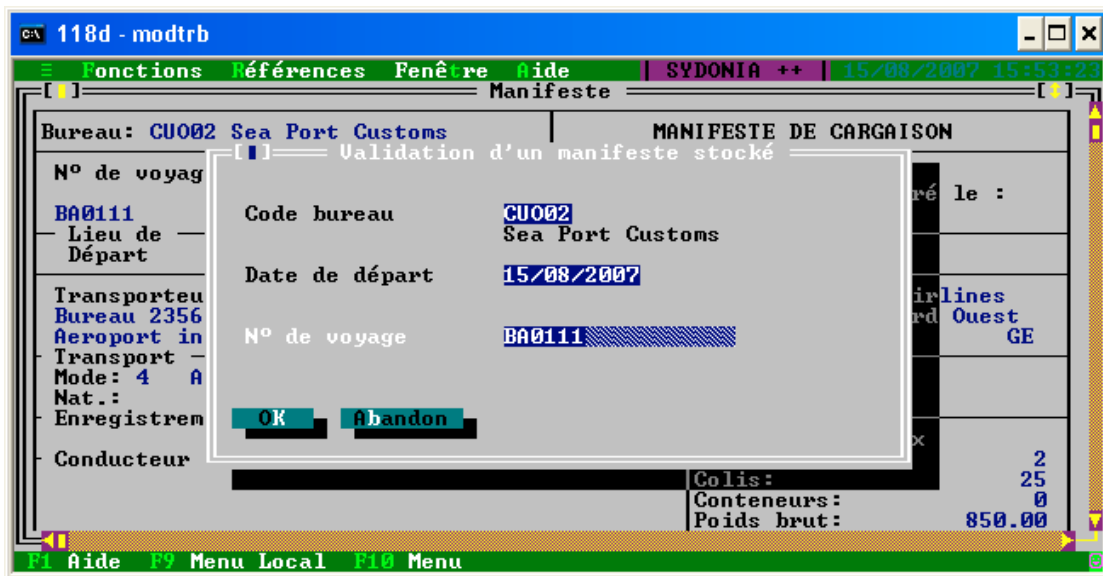 118d - modtrb
≡ Fonctions Références Fenêtre Aide | SYDONIA ++ | 15/08/2007 15:53:23
Manifeste
Bureau: CUO02 Sea Port Customs MANIFESTE DE CARGAISON
Validation d'un manifeste stocké
Nº de voyag
ré le :
Code bureau CUO02
BA0111
Sea Port Customs
Lieu de
Départ
Date de départ 15/08/2007
Transporteu irlines
Bureau 2356 rd Ouest
Aeroport in Nº de voyage BA0111 GE
Transport
Mode: 4 A
Nat.:
Enregistrem OK Abandon
x
Conducteur 2
Colis: 25
Conteneurs: 0
Poids brut: 850.00
F1 Aide F9 Menu Local F10 Menu